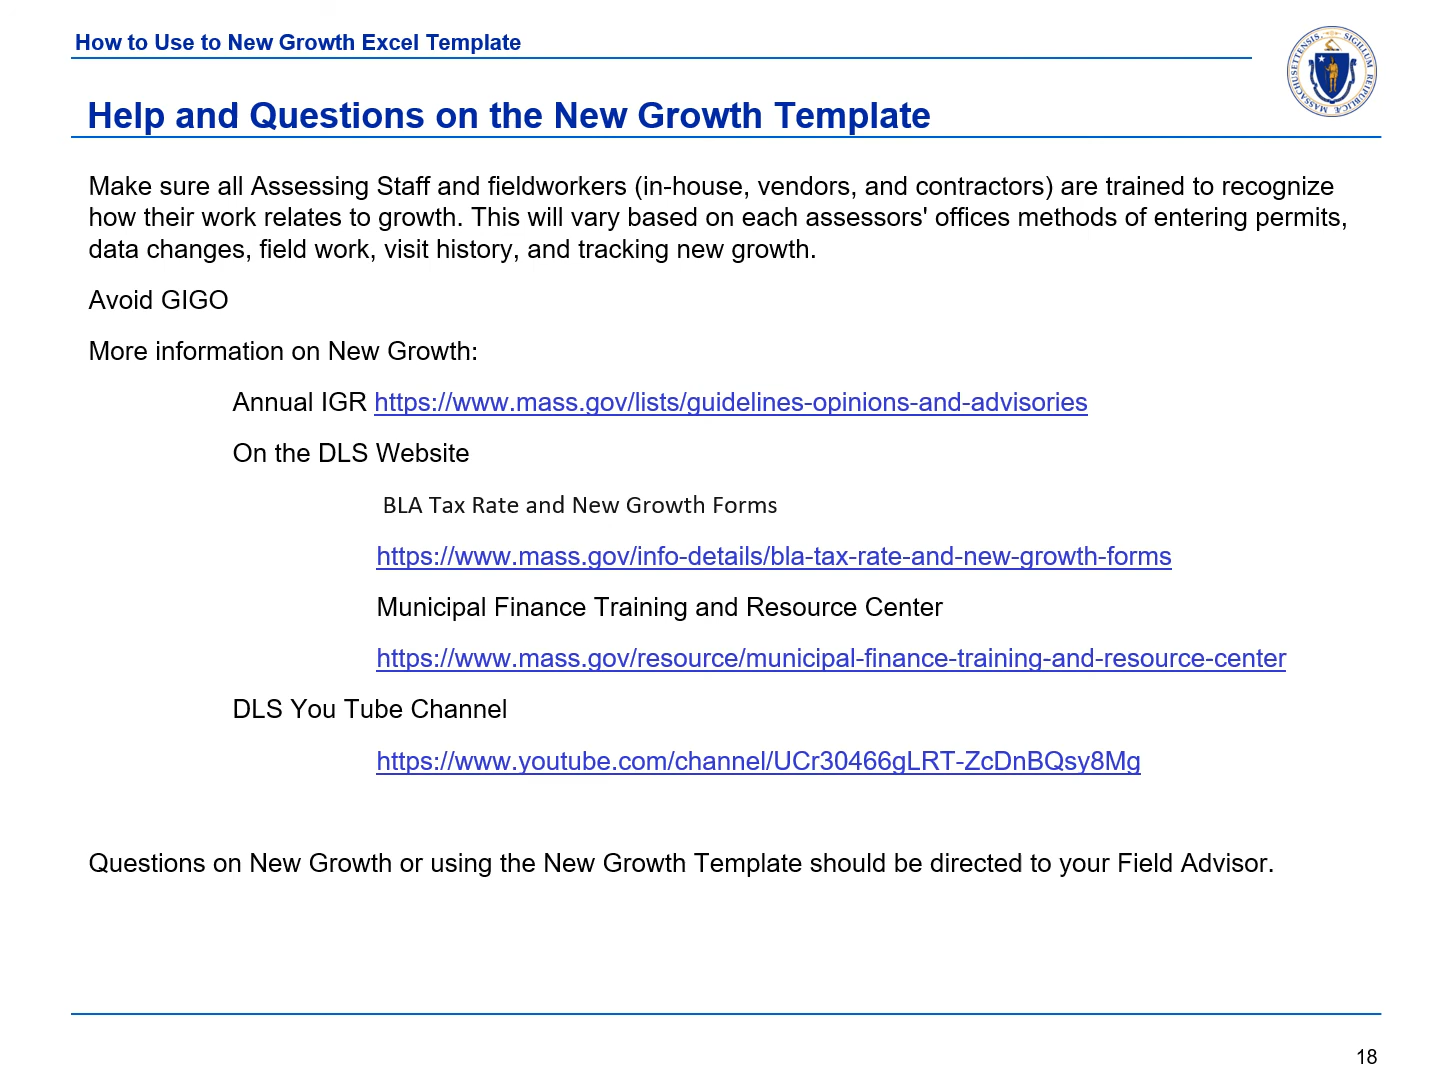 How to Use to New Growth Excel Template
Help and Questions on the New Growth Template
Make sure all Assessing Staff and fieldworkers (in-house, vendors, and contractors) are trained to recognize
how their work relates to growth. This will vary based on each assessors' offices methods of entering permits,
data changes, field work, visit history, and tracking new growth.
Avoid GIGO
More information on New Growth:
Annual IGR https://www.mass.gov/lists/guidelines-opinions-and-advisories
On the DLS Website
BLA Tax Rate and New Growth Forms
https://www.mass.gov/info-details/bla-tax-rate-and-new-growth-forms
Municipal Finance Training and Resource Center
https://www.mass.gov/resource/municipal-finance-training-and-resource-center
DLS You Tube Channel
https://www.youtube.com/channel/UCr30466gLRT-ZcDnBQsy8Mg
Questions on New Growth or using the New Growth Template should be directed to your Field Advisor.
18